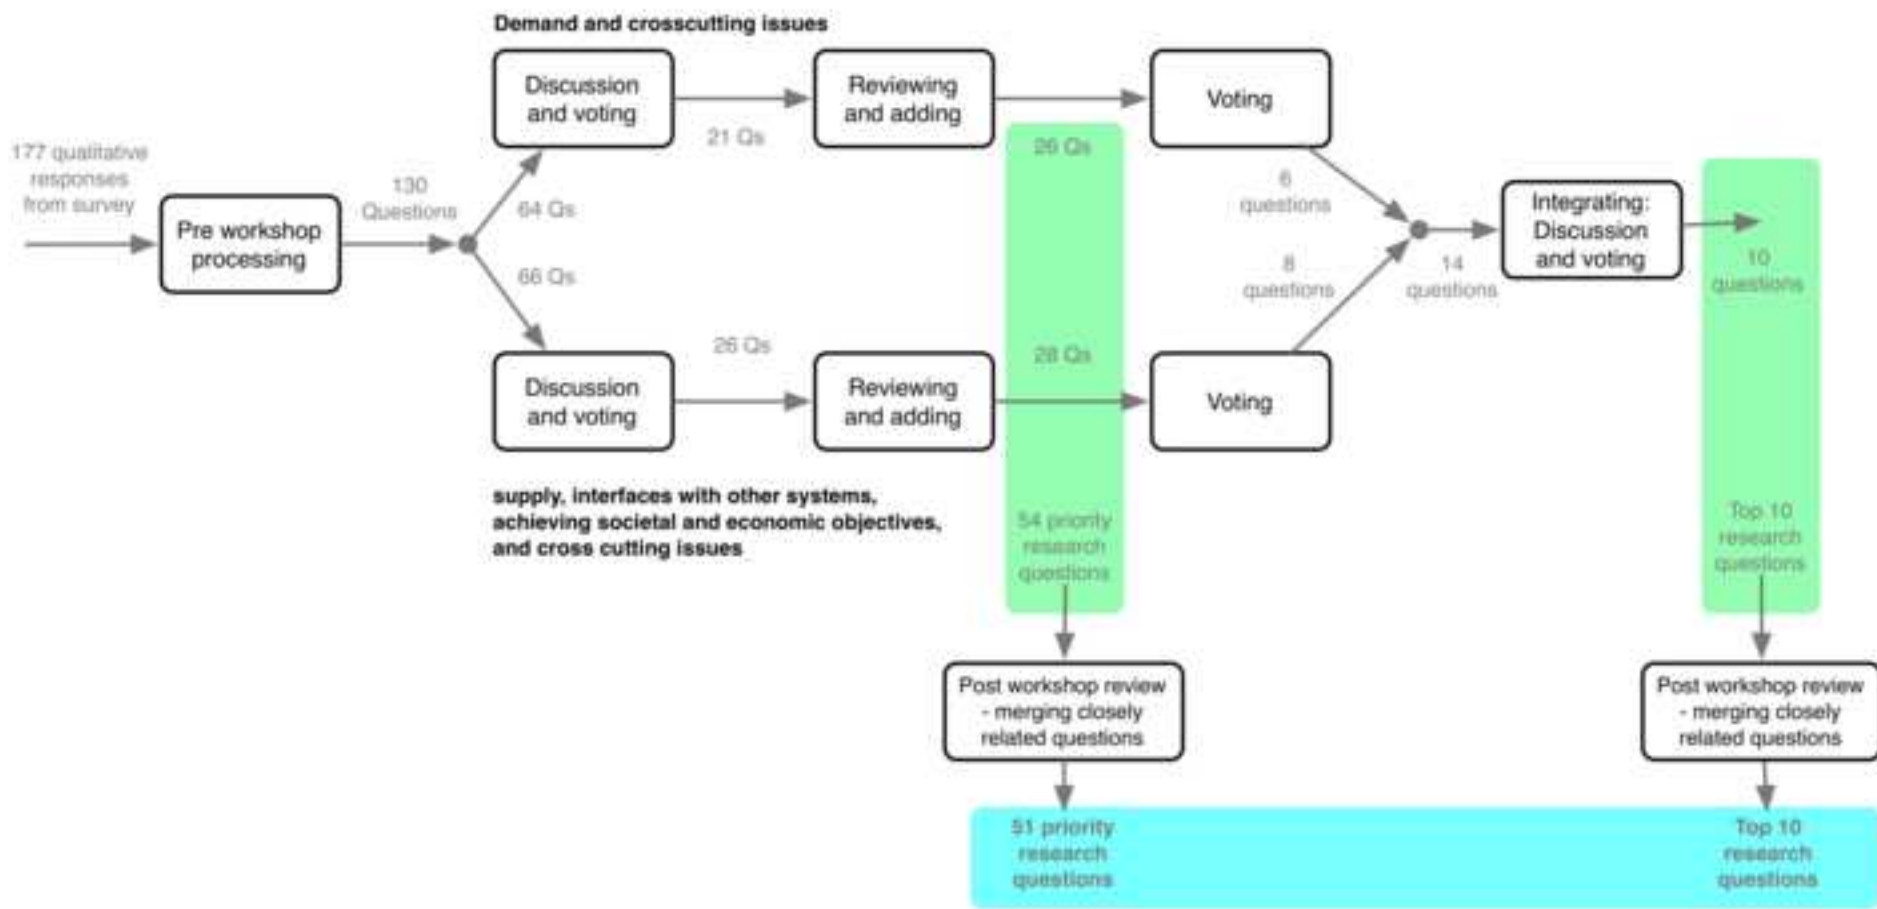 Demand and crosscutting issues
Discussion
and voting
Reviewing
and adding
Voting
21 Qs
26 Qs
177 qualitative
responses
from survey
130
Questions
64 Qs
6
questions
Pre workshop
processing
Integrating:
Discussion
and voting
66 Qs
8
questions
14
questions
10
questions
26 Qs
28 Qs
Discussion
and voting
Reviewing
and adding
Voting
supply, interfaces with other systems,
achieving societal and economic objectives,
and cross cutting issues
54 priority
research
questions
Top 10
research
questions
Post workshop review
- merging closely
related questions
Post workshop review
- merging closely
related questions
51 priority
research
questions
Top 10
research
questions